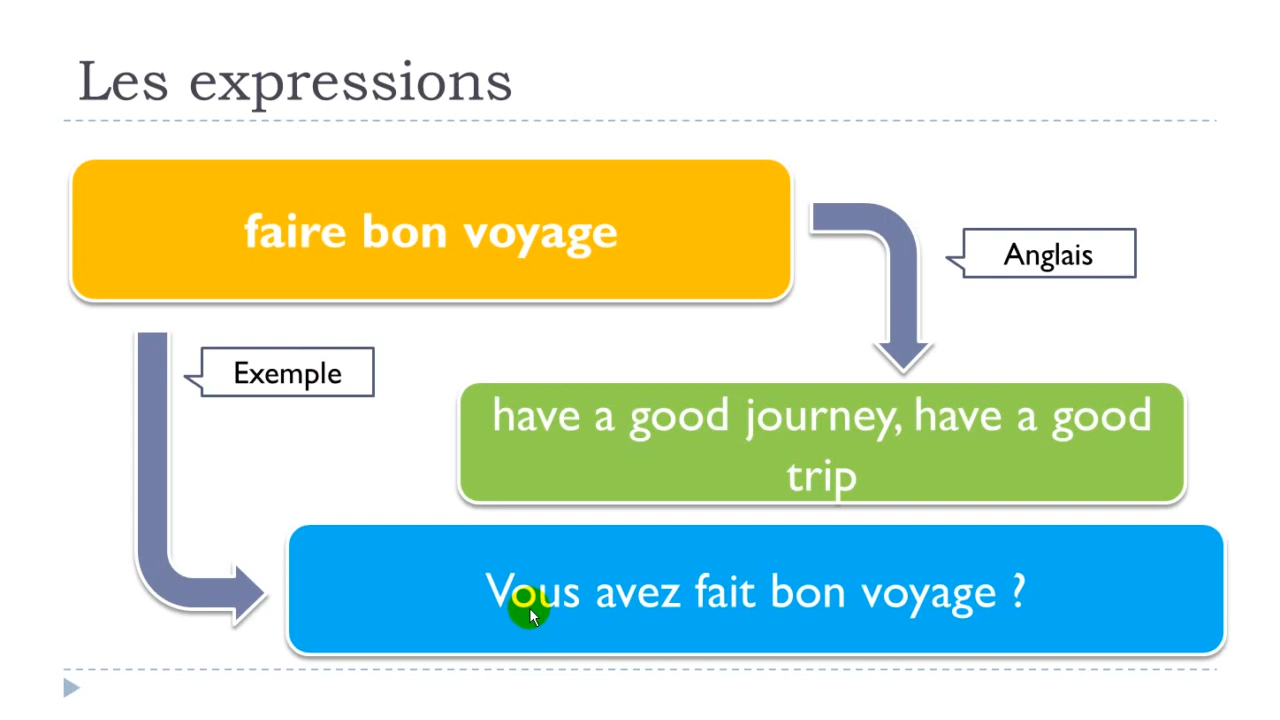 Les expressions
faire bon voyage
Anglais
Exemple
have a good journey, have a good
trip
Vous avez fait bon voyage ?